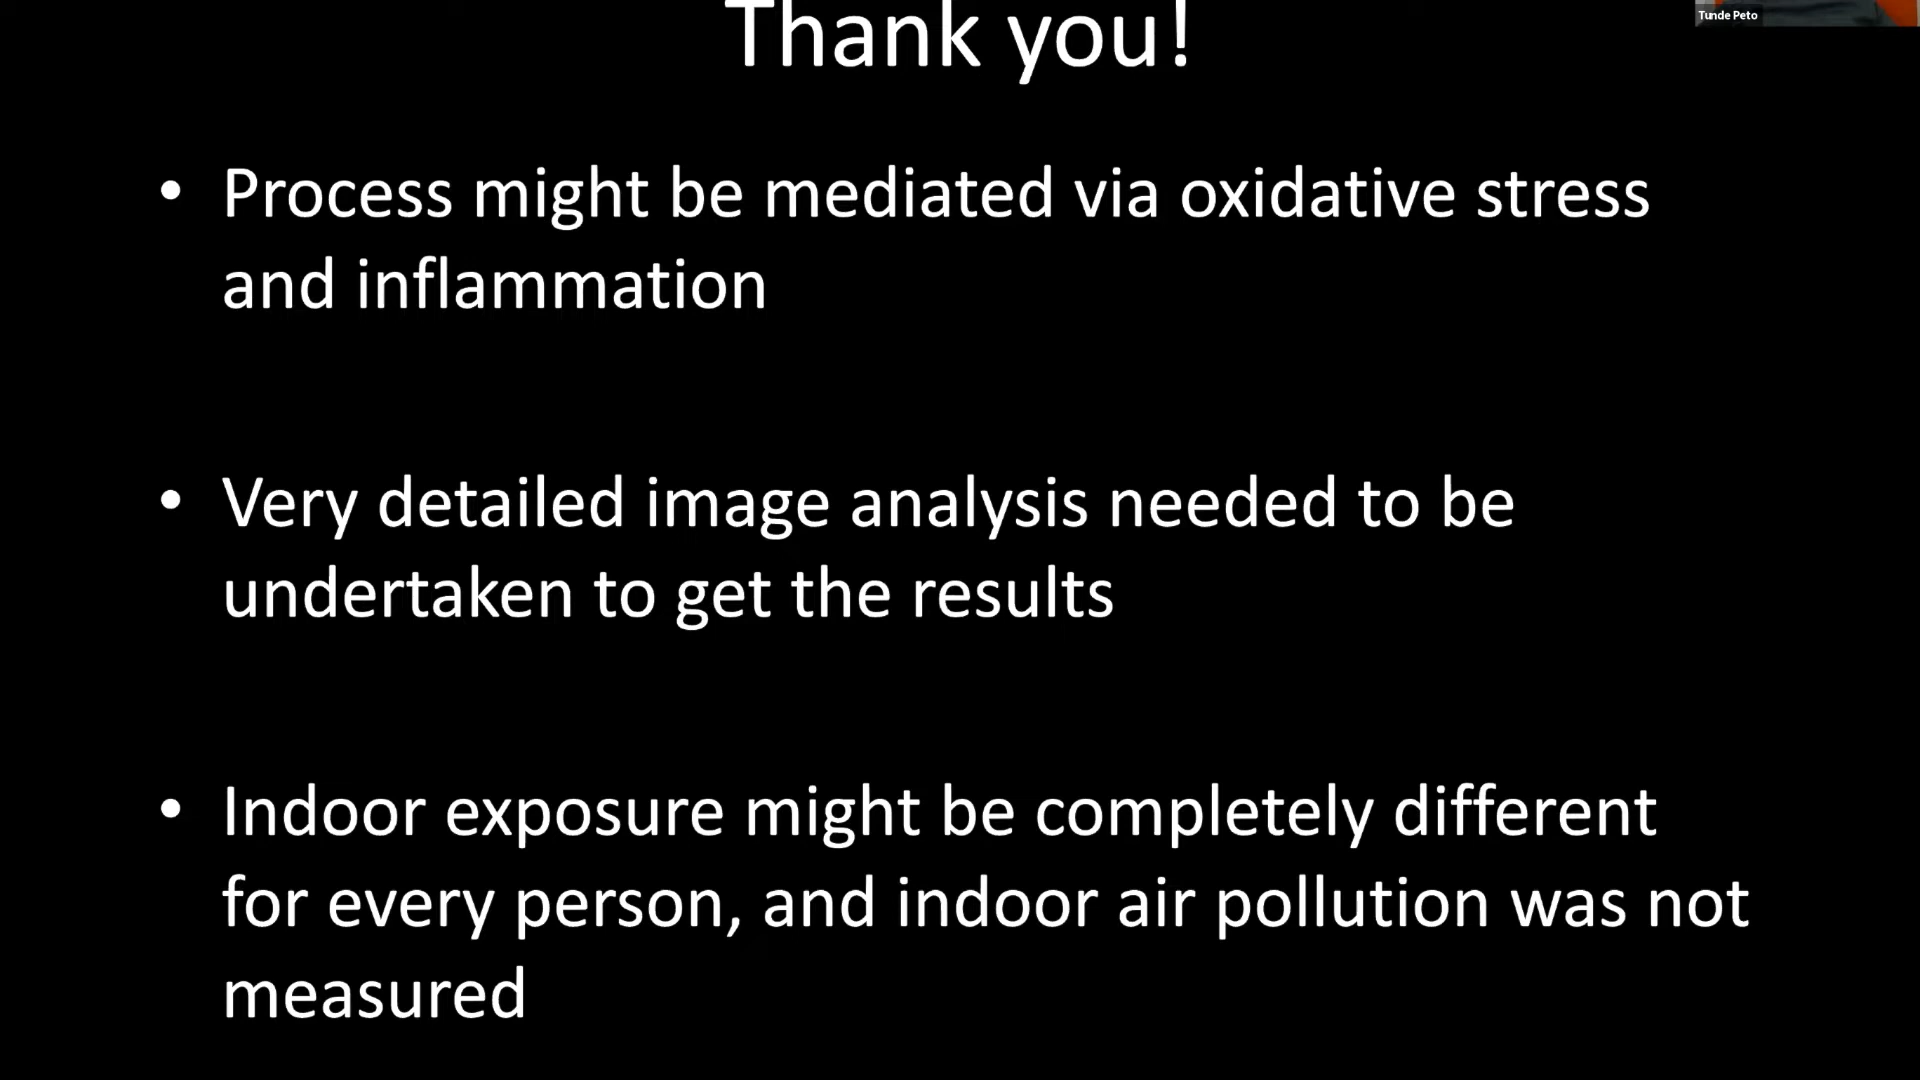 Thank you!
Tunde Peto
• Process might be mediated via oxidative stress
and inflammation
• Very detailed image analysis needed to be
undertaken to get the results
• Indoor exposure might be completely different
for every person, and indoor air pollution was not
measured